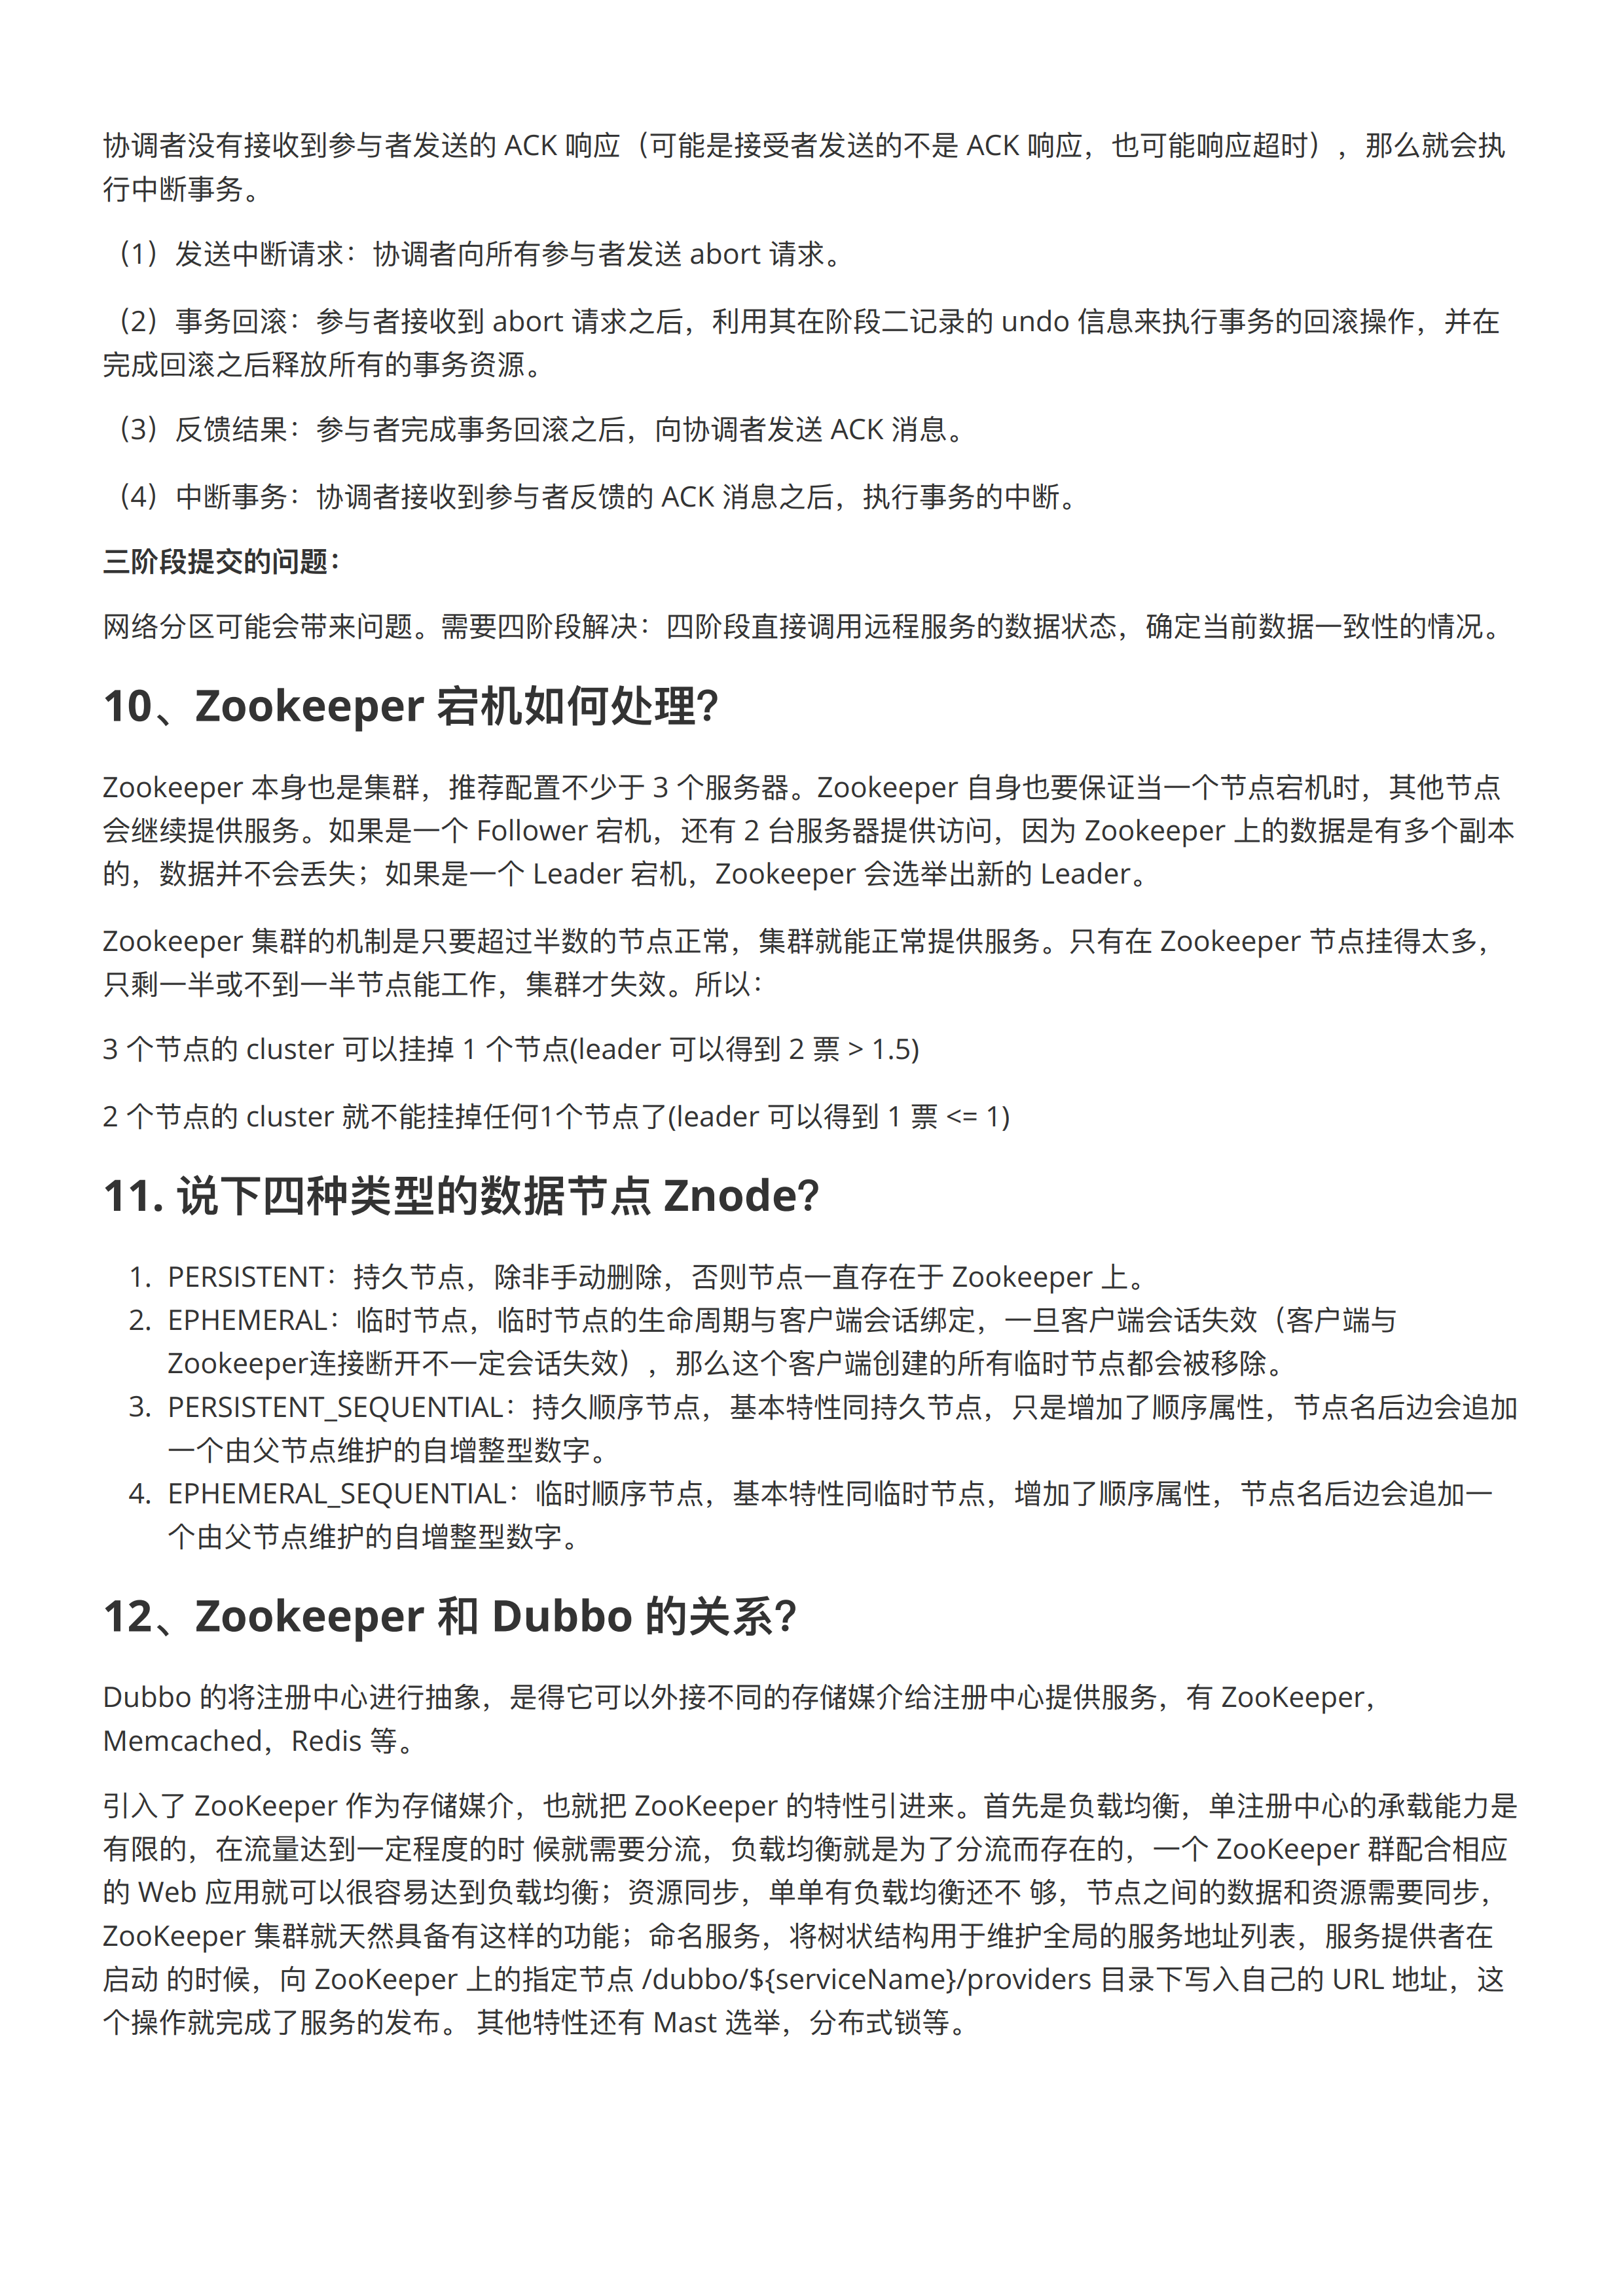 协调者没有接收到参与者发送的 ACK 响应（可能是接受者发送的不是 ACK 响应，也可能响应超时），那么就会执
行中断事务。
（1）发送中断请求：协调者向所有参与者发送 abort 请求。
（2）事务回滚：参与者接收到 abort 请求之后，利用其在阶段二记录的 undo 信息来执行事务的回滚操作，并在
完成回滚之后释放所有的事务资源。
（3）反馈结果：参与者完成事务回滚之后，向协调者发送 ACK 消息。
（4）中断事务：协调者接收到参与者反馈的 ACK 消息之后，执行事务的中断。
三阶段提交的问题：
网络分区可能会带来问题。需要四阶段解决：四阶段直接调用远程服务的数据状态，确定当前数据一致性的情况。
10、Zookeeper 宕机如何处理？
Zookeeper 本身也是集群，推荐配置不少于 3 个服务器。Zookeeper 自身也要保证当一个节点宕机时，其他节点
会继续提供服务。如果是一个 Follower 宕机，还有 2 台服务器提供访问，因为 Zookeeper 上的数据是有多个副本
的，数据并不会丢失；如果是一个 Leader 宕机，Zookeeper 会选举出新的 Leader。
Zookeeper 集群的机制是只要超过半数的节点正常，集群就能正常提供服务。只有在 Zookeeper 节点挂得太多，
只剩一半或不到一半节点能工作，集群才失效。所以：
3 个节点的 cluster 可以挂掉 1 个节点(leader 可以得到 2 票 > 1.5)
2 个节点的 cluster 就不能挂掉任何1个节点了(leader 可以得到 1 票 <= 1)
11. 说下四种类型的数据节点 Znode？
1. PERSISTENT：持久节点，除非手动删除，否则节点一直存在于 Zookeeper 上。
2. EPHEMERAL：临时节点，临时节点的生命周期与客户端会话绑定，一旦客户端会话失效（客户端与
Zookeeper连接断开不一定会话失效），那么这个客户端创建的所有临时节点都会被移除。
3. PERSISTENT_SEQUENTIAL：持久顺序节点，基本特性同持久节点，只是增加了顺序属性，节点名后边会追加
一个由父节点维护的自增整型数字。
4. EPHEMERAL_SEQUENTIAL：临时顺序节点，基本特性同临时节点，增加了顺序属性，节点名后边会追加一
个由父节点维护的自增整型数字。
12、Zookeeper 和 Dubbo 的关系？
Dubbo 的将注册中心进行抽象，是得它可以外接不同的存储媒介给注册中心提供服务，有 ZooKeeper，
Memcached，Redis 等。
引入了 ZooKeeper 作为存储媒介，也就把 ZooKeeper 的特性引进来。首先是负载均衡，单注册中心的承载能力是
有限的，在流量达到一定程度的时 候就需要分流，负载均衡就是为了分流而存在的，一个 ZooKeeper 群配合相应
的 Web 应用就可以很容易达到负载均衡；资源同步，单单有负载均衡还不 够，节点之间的数据和资源需要同步，
ZooKeeper 集群就天然具备有这样的功能；命名服务，将树状结构用于维护全局的服务地址列表，服务提供者在
启动 的时候，向 ZooKeeper 上的指定节点 /dubbo/${serviceName}/providers 目录下写入自己的 URL 地址，这
个操作就完成了服务的发布。 其他特性还有 Mast 选举，分布式锁等。